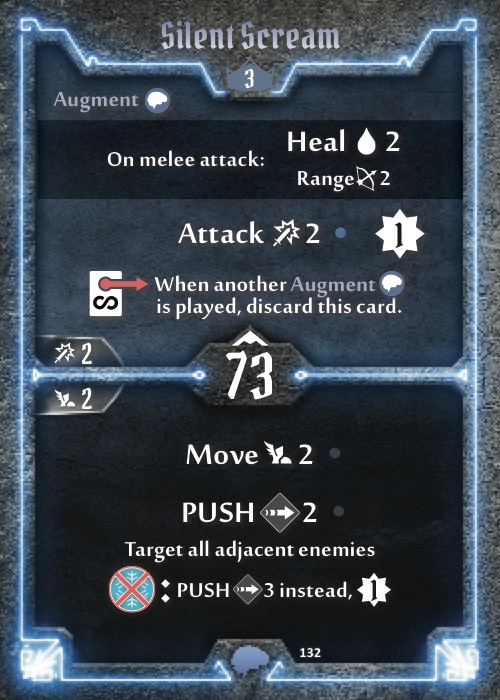 Silent Scream
3
Augment
On melee attack:
Heal 2
Range 2
Attack 2
1
When another Augment
is played, discard this card.
2
73
2
Move 2
PUSH 2
Target all adjacent enemies
: PUSH 3 instead, 1
132